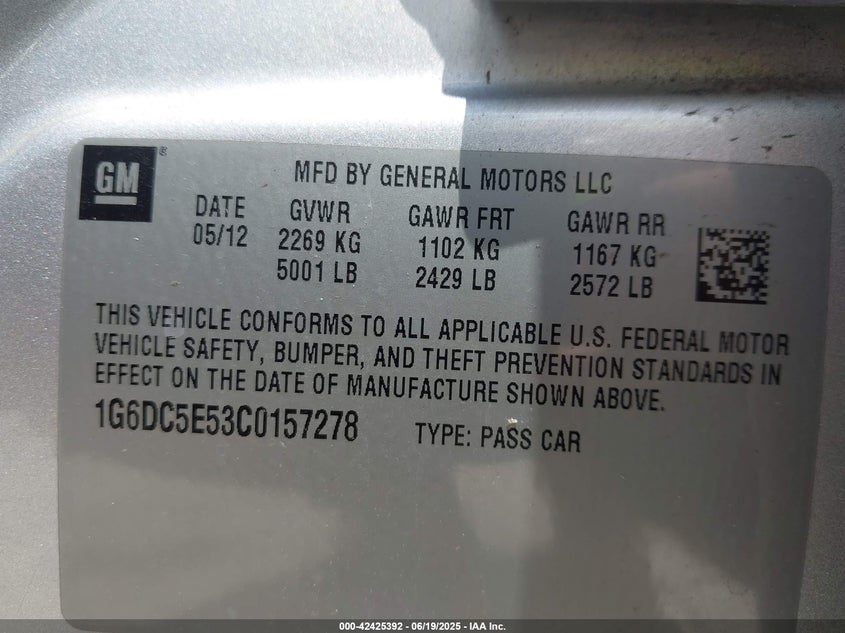 GM®
MFD BY GENERAL MOTORS LLC
DATE GVWR GAWR FRT GAWR RR
05/12 2269 KG 1102 KG 1167 KG
5001 LB 2429 LB 2572 LB
THIS VEHICLE CONFORMS TO ALL APPLICABLE U.S. FEDERAL MOTOR
VEHICLE SAFETY, BUMPER, AND THEFT PREVENTION STANDARDS IN
EFFECT ON THE DATE OF MANUFACTURE SHOWN ABOVE.
1G6DC5E53C0157278 TYPE: PASS CAR
000-42425392 - 06/19/2025 - IAA Inc.